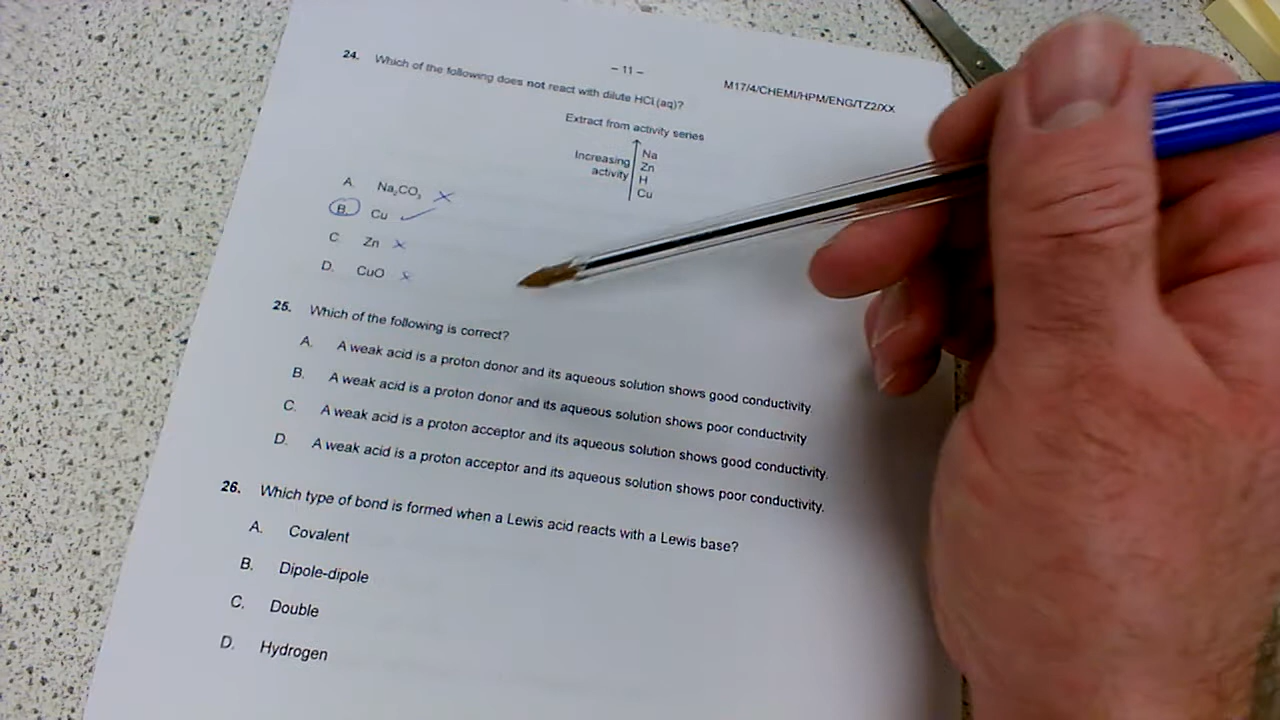 – 11 –
M17/4/CHEMI/HPM/ENG/TZ2/XX
24. Which of the following does not react with dilute HCl (aq)?
Extract from activity series
Increasing activity
Na
Zn
H
Cu
A. Na₂CO₃
B. Cu
C. Zn
D. CuO
25. Which of the following is correct?
A. A weak acid is a proton donor and its aqueous solution shows good conductivity.
B. A weak acid is a proton donor and its aqueous solution shows poor conductivity
C. A weak acid is a proton acceptor and its aqueous solution shows good conductivity.
D. A weak acid is a proton acceptor and its aqueous solution shows poor conductivity.
26. Which type of bond is formed when a Lewis acid reacts with a Lewis base?
A. Covalent
B. Dipole-dipole
C. Double
D. Hydrogen